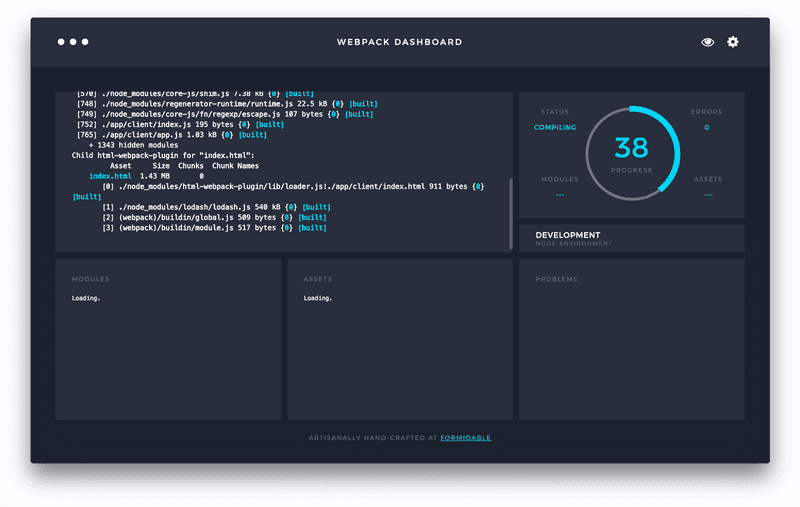 WEBPACK DASHBOARD
[570] ./node_modules/core-js/shim.js 7.38 kB {0} [built]
[748] ./node_modules/regenerator-runtime/runtime.js 22.5 kB {0} [built]
[749] ./node_modules/core-js/fn/regexp/escape.js 107 bytes {0} [built]
[752] ./app/client/index.js 195 bytes {0} [built]
[765] ./app/client/app.js 1.03 kB {0} [built]
+ 1343 hidden modules
Child html-webpack-plugin for "index.html":
Asset Size Chunks Chunk Names
index.html 1.43 MB 0
[0] ./node_modules/html-webpack-plugin/lib/loader.js!./app/client/index.html 911 bytes {0}
[built]
[1] ./node_modules/lodash/lodash.js 540 kB {0} [built]
[2] (webpack)/buildin/global.js 509 bytes {0} [built]
[3] (webpack)/buildin/module.js 517 bytes {0} [built]
STATUS
COMPILING
ERRORS
0
38
PROGRESS
MODULES
---
ASSETS
---
DEVELOPMENT
NODE ENVIRONMENT
MODULES
Loading.
ASSETS
Loading.
PROBLEMS
ARTISANALLY HAND-CRAFTED AT FORMIDABLE